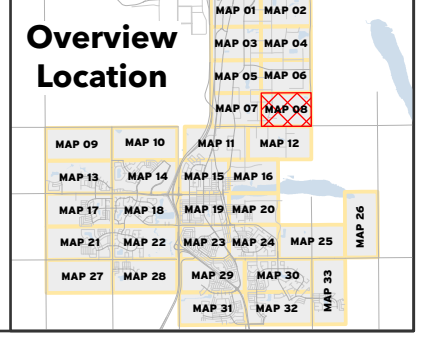 Overview
Location
MAP 01 MAP 02
MAP 03 MAP 04
MAP 05 MAP 06
MAP 07 MAP 08
MAP 09 MAP 10 MAP 11 MAP 12
MAP 13 MAP 14 MAP 15 MAP 16
MAP 17 MAP 18 MAP 19 MAP 20
MAP 26
MAP 21 MAP 22 MAP 23 MAP 24 MAP 25
MAP 27 MAP 28 MAP 29 MAP 30
MAP 33
MAP 31 MAP 32